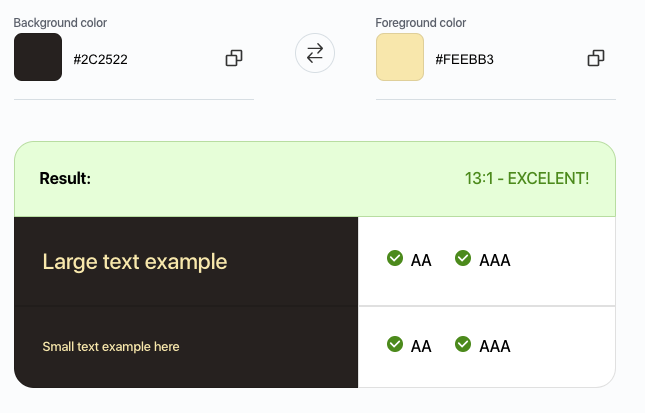 Background color
Foreground color
#2C2522
#FEEBB3
Result:
13:1 - EXCELENT!
Large text example
AA
AAA
Small text example here
AA
AAA